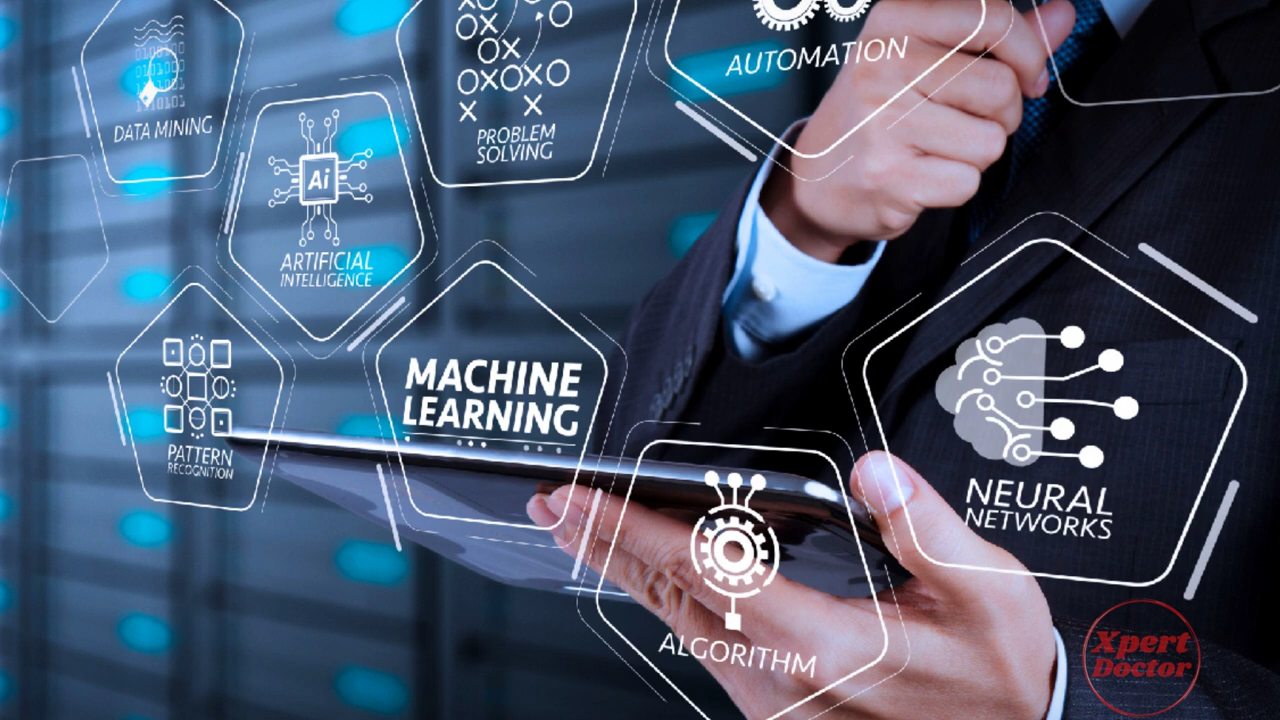 AUTOMATION
DATA MINING
PROBLEM
SOLVING
Ai
ARTIFICIAL
INTELLIGENCE
MACHINE
LEARNING
PATTERN
RECOGNITION
NEURAL
NETWORKS
ALGORITHM
Xpert
Doctor